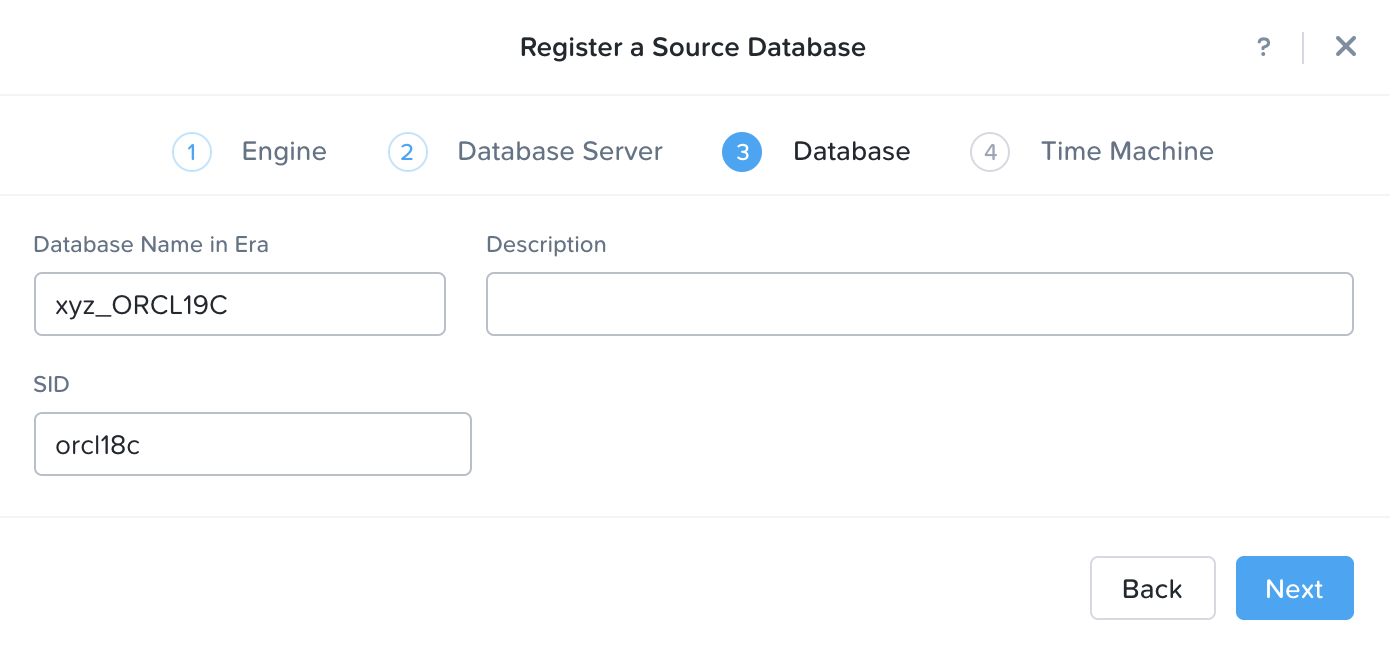 Register a Source Database ?
1 Engine 2 Database Server 3 Database 4 Time Machine
Database Name in Era Description
xyz_ORCL19C
SID
orcl18c
Back Next